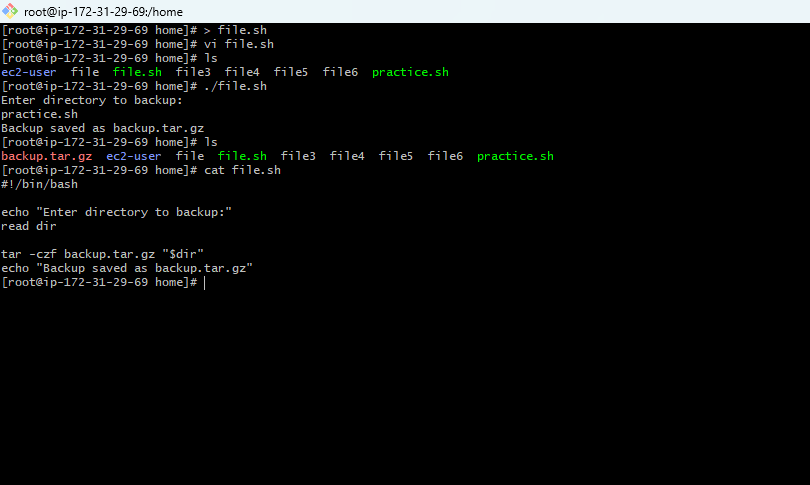 root@ip-172-31-29-69:/home
[root@ip-172-31-29-69 home]# > file.sh
[root@ip-172-31-29-69 home]# vi file.sh
[root@ip-172-31-29-69 home]# ls
ec2-user  file  file.sh  file3  file4  file5  file6  practice.sh
[root@ip-172-31-29-69 home]# ./file.sh
Enter directory to backup:
practice.sh
Backup saved as backup.tar.gz
[root@ip-172-31-29-69 home]# ls
backup.tar.gz  ec2-user  file  file.sh  file3  file4  file5  file6  practice.sh
[root@ip-172-31-29-69 home]# cat file.sh
#!/bin/bash

echo "Enter directory to backup:"
read dir

tar -czf backup.tar.gz "$dir"
echo "Backup saved as backup.tar.gz"
[root@ip-172-31-29-69 home]#